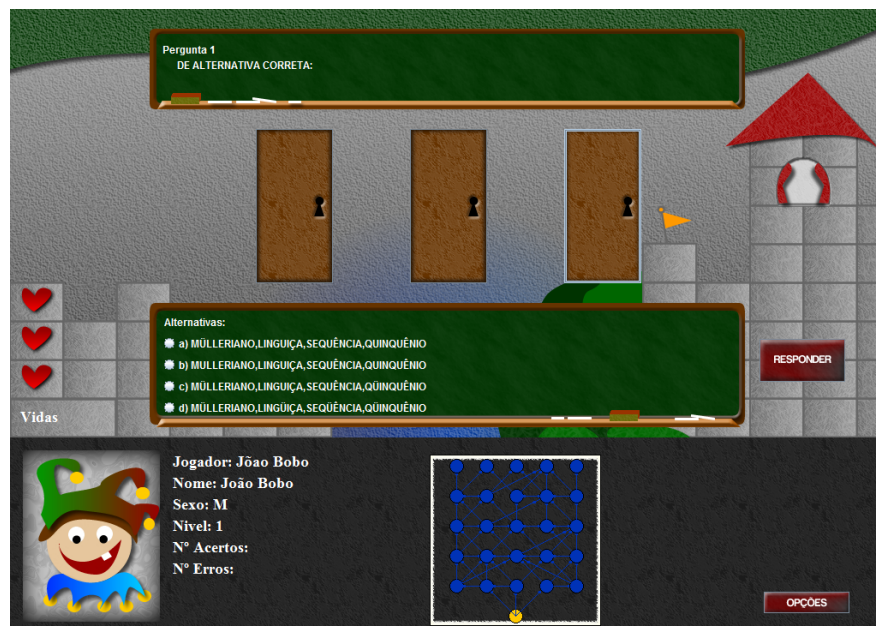 Pergunta 1
DE ALTERNATIVA CORRETA:
Alternativas:
a) MÜLLERIANO,LINGUIÇA,SEQUÊNCIA,QUINQUÊNIO
b) MULLERIANO,LINGUIÇA,SEQUÊNCIA,QUINQUÊNIO
c) MÜLLERIANO,LINGUIÇA,SEQUÊNCIA,QÜINQUÊNIO
d) MÜLLERIANO,LINGÜIÇA,SEQÜÊNCIA,QÜINQUÊNIO
RESPONDER
Vidas
Jogador: Jõao Bobo
Nome: João Bobo
Sexo: M
Nivel: 1
Nº Acertos:
Nº Erros:
OPÇÕES